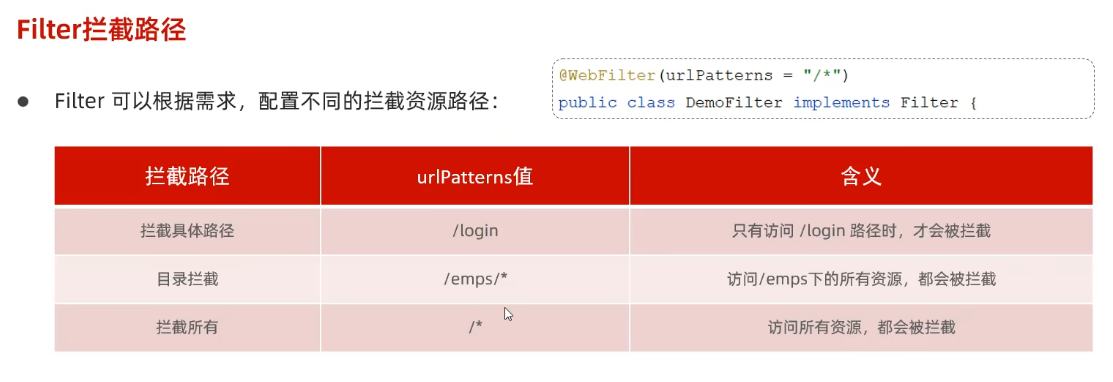 Filter拦截路径
● Filter 可以根据需求，配置不同的拦截资源路径：
@WebFilter(urlPatterns = "/*")
public class DemoFilter implements Filter {
拦截路径 urlPatterns值 含义
拦截具体路径 /login 只有访问 /login 路径时，才会被拦截
目录拦截 /emps/* 访问/emps下的所有资源，都会被拦截
拦截所有 /* 访问所有资源，都会被拦截